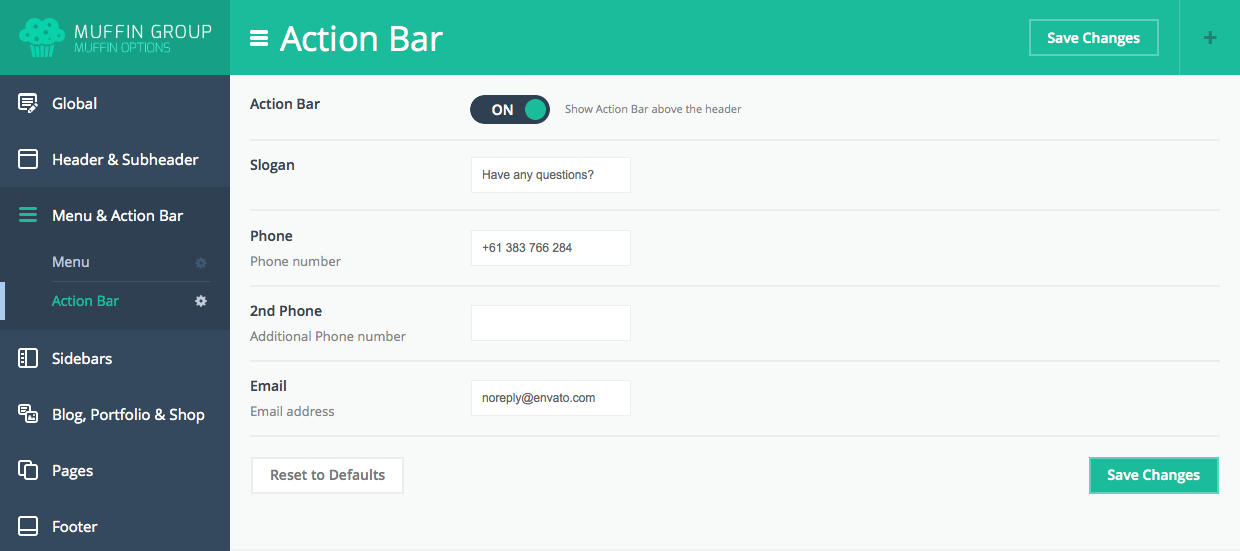 MUFFIN GROUP
MUFFIN OPTIONS
Action Bar
Save Changes
+
Global
Header & Subheader
Menu & Action Bar
Menu
Action Bar
Sidebars
Blog, Portfolio & Shop
Pages
Footer
Action Bar
ON
Show Action Bar above the header
Slogan
Have any questions?
Phone
Phone number
+61 383 766 284
2nd Phone
Additional Phone number
Email
Email address
noreply@envato.com
Reset to Defaults
Save Changes